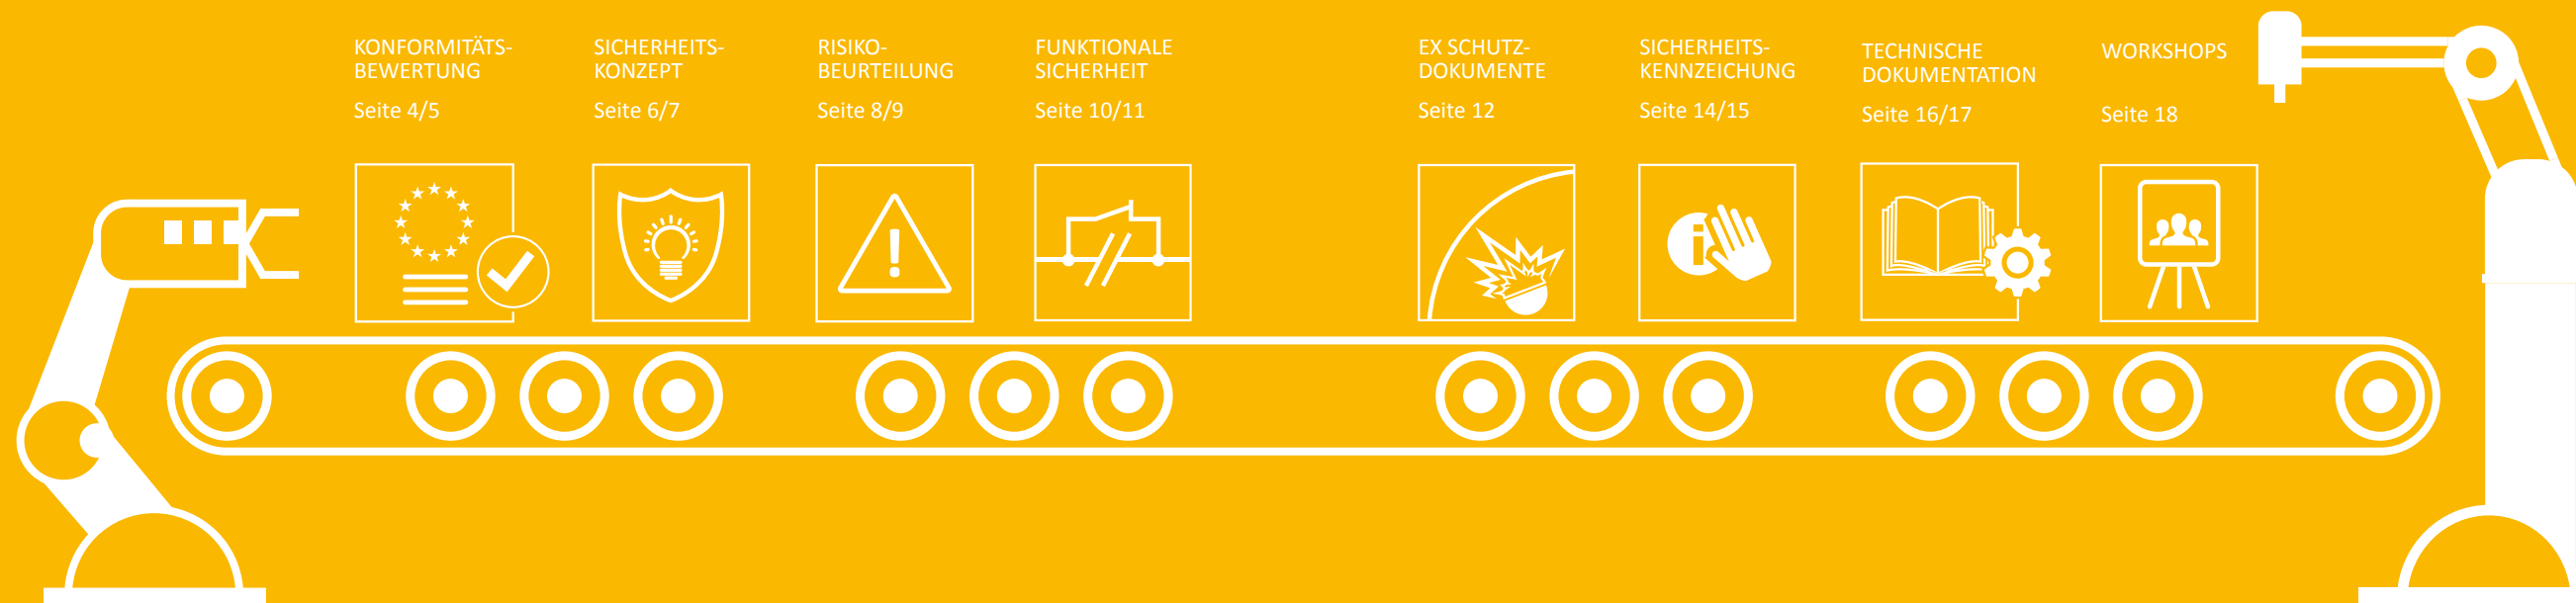 KONFORMITÄTS-
BEWERTUNG
Seite 4/5
SICHERHEITS-
KONZEPT
Seite 6/7
RISIKO-
BEURTEILUNG
Seite 8/9
FUNKTIONALE
SICHERHEIT
Seite 10/11
EX SCHUTZ-
DOKUMENTE
Seite 12
SICHERHEITS-
KENNZEICHUNG
Seite 14/15
TECHNISCHE
DOKUMENTATION
Seite 16/17
WORKSHOPS
Seite 18